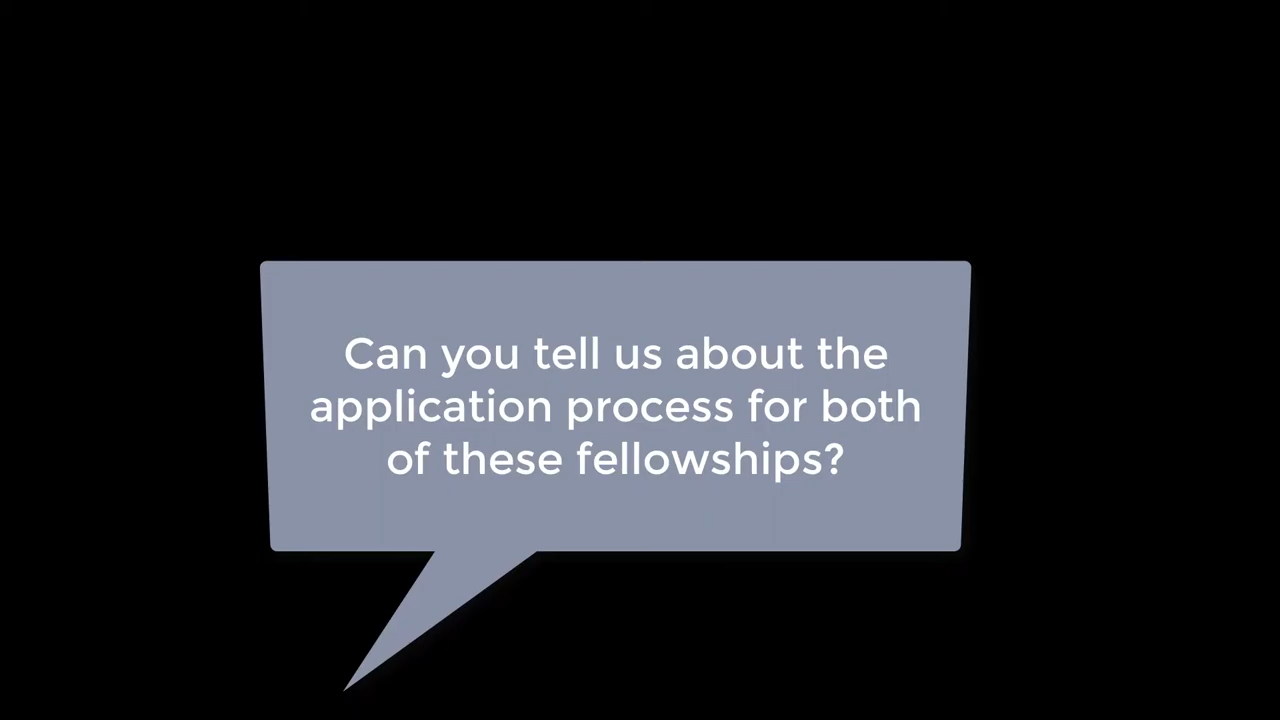 Can you tell us about the
application process for both
of these fellowships?